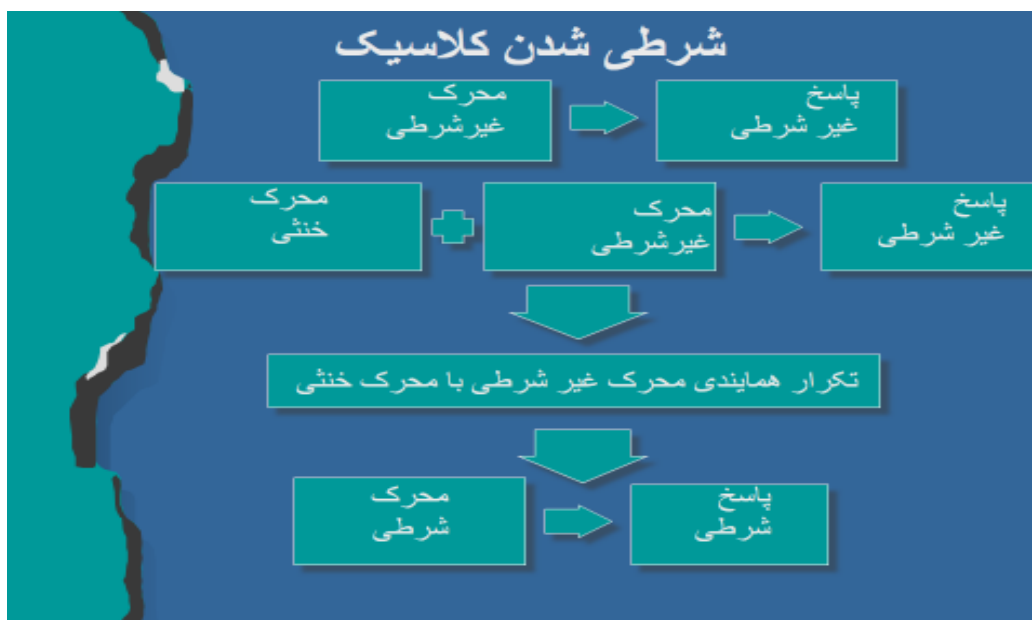 شرطی شدن کلاسیک
محرک
غیرشرطی
پاسخ
غیر شرطی
محرک
خنثی
محرک
غیرشرطی
پاسخ
غیر شرطی
تکرار همایندی محرک غیر شرطی با محرک خنثی
محرک
شرطی
پاسخ
شرطی